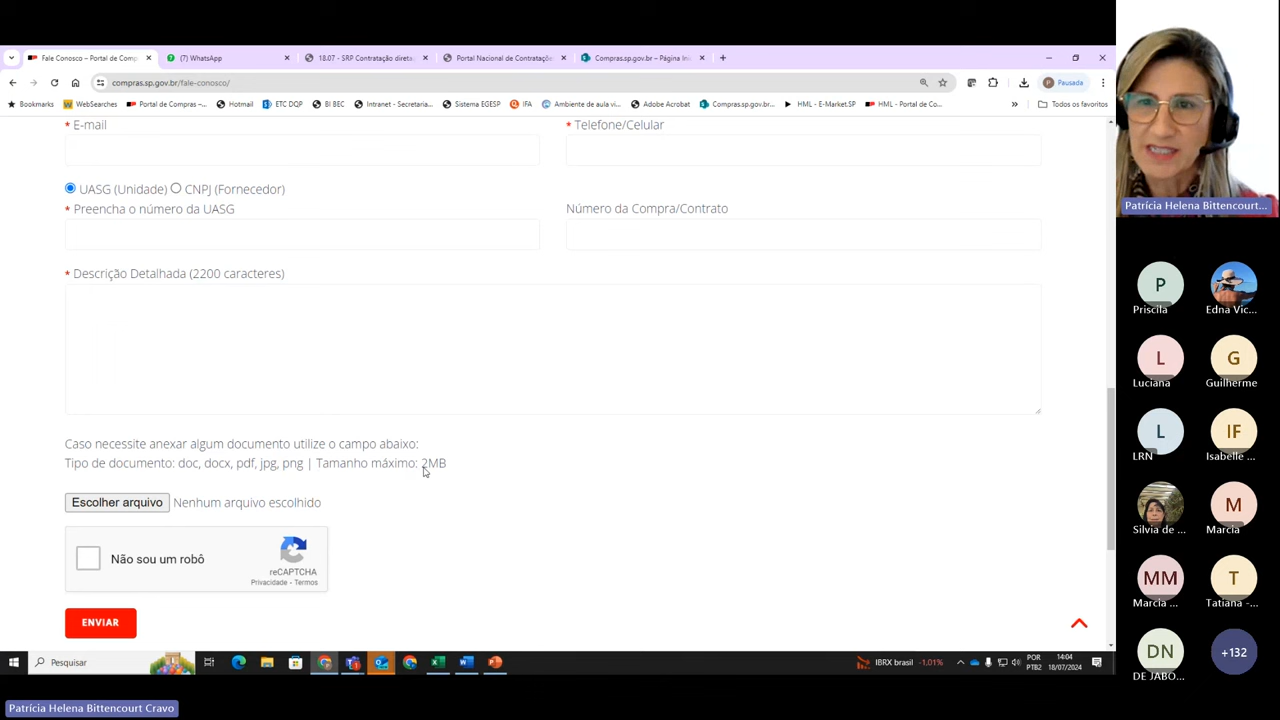 Fale Conosco – Portal de Comp
(7) WhatsApp
18.07 - SRP Contratação direta
Portal Nacional de Contrataçõe
Compras.sp.gov.br – Página Ini
compras.sp.gov.br/fale-conosco/
P Pausada
Bookmarks
WebSearches
Portal de Compras –...
Hotmail
ETC DQP
BI BEC
Intranet - Secretaria...
Sistema EGESP
IFA
Ambiente de aula vi...
Adobe Acrobat
Compras.sp.gov.br...
HML - E-Market.SP
HML - Portal de Co...
»
Todos os favoritos
* E-mail
* Telefone/Celular
UASG (Unidade) CNPJ (Fornecedor)
* Preencha o número da UASG
Número da Compra/Contrato
* Descrição Detalhada (2200 caracteres)
Caso necessite anexar algum documento utilize o campo abaixo:
Tipo de documento: doc, docx, pdf, jpg, png | Tamanho máximo: 2MB
Escolher arquivo Nenhum arquivo escolhido
Não sou um robô
reCAPTCHA
Privacidade - Termos
ENVIAR
Pesquisar
IBRX brasil -1,01%
POR
PTB2
14:04
18/07/2024
Patrícia Helena Bittencourt Cravo
Patrícia Helena Bittencourt...
P
Priscila
Edna Vic...
L
Luciana
G
Guilherme
L
LRN
IF
Isabelle ...
Silvia de ...
M
Marcia
MM
Marcia ...
T
Tatiana -...
DN
DE JABO...
+132